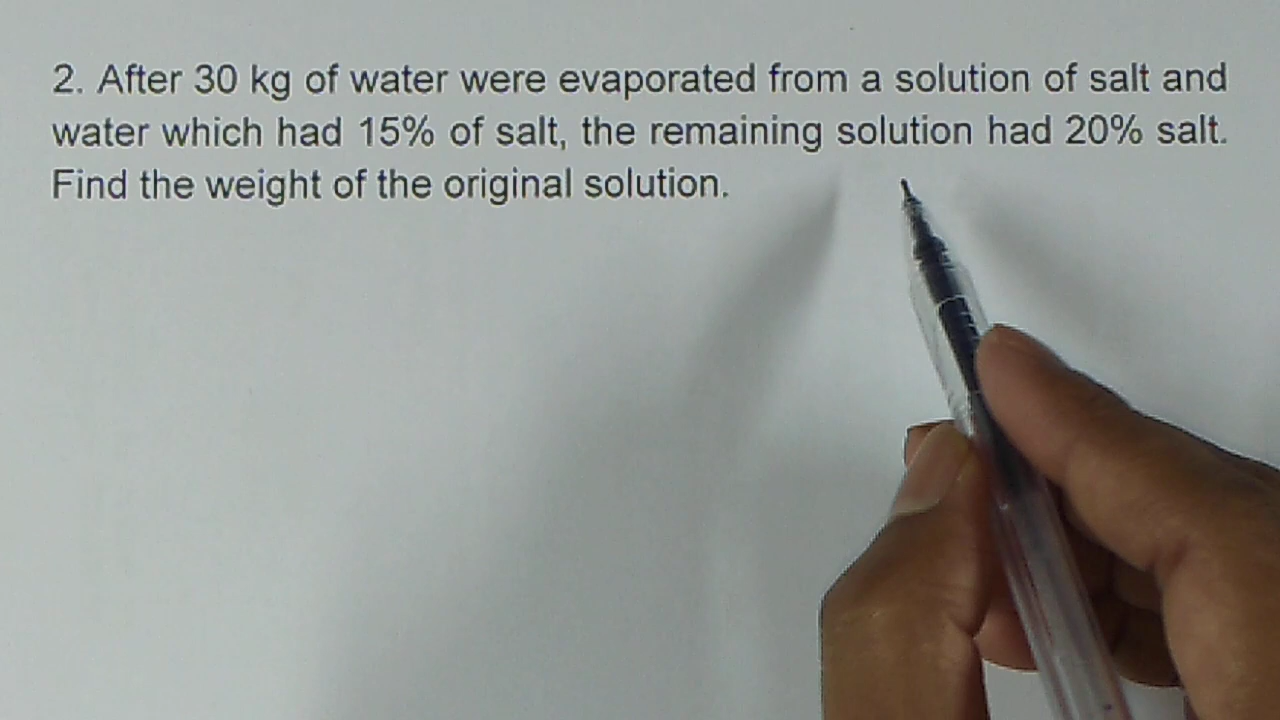 2. After 30 kg of water were evaporated from a solution of salt and
water which had 15% of salt, the remaining solution had 20% salt.
Find the weight of the original solution.